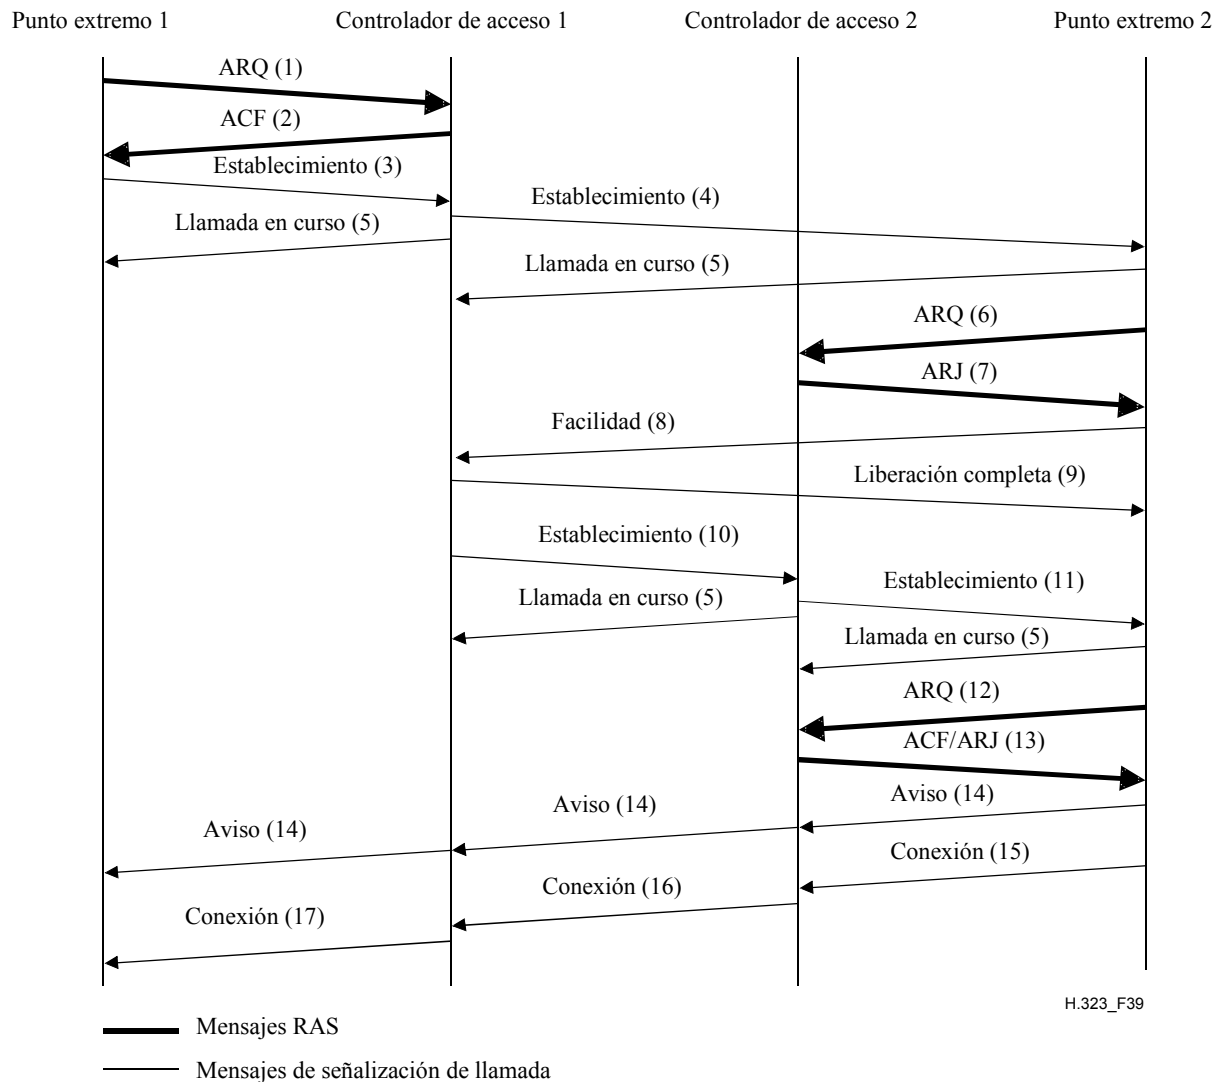 Punto extremo 1 Controlador de acceso 1 Controlador de acceso 2 Punto extremo 2
ARQ (1)
ACF (2)
Establecimiento (3)
Establecimiento (4)
Llamada en curso (5)
Llamada en curso (5)
ARQ (6)
ARJ (7)
Facilidad (8)
Liberación completa (9)
Establecimiento (10)
Establecimiento (11)
Llamada en curso (5)
Llamada en curso (5)
ARQ (12)
ACF/ARJ (13)
Aviso (14)
Aviso (14)
Aviso (14)
Conexión (15)
Conexión (16)
Conexión (17)
H.323_F39
Mensajes RAS
Mensajes de señalización de llamada